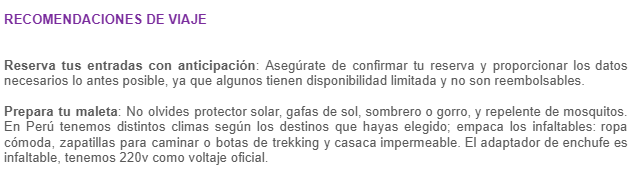 RECOMENDACIONES DE VIAJE
Reserva tus entradas con anticipación: Asegúrate de confirmar tu reserva y proporcionar los datos
necesarios lo antes posible, ya que algunos tienen disponibilidad limitada y no son reembolsables.
Prepara tu maleta: No olvides protector solar, gafas de sol, sombrero o gorro, y repelente de mosquitos.
En Perú tenemos distintos climas según los destinos que hayas elegido; empaca los infaltables: ropa
cómoda, zapatillas para caminar o botas de trekking y casaca impermeable. El adaptador de enchufe es
infaltable, tenemos 220v como voltaje oficial.